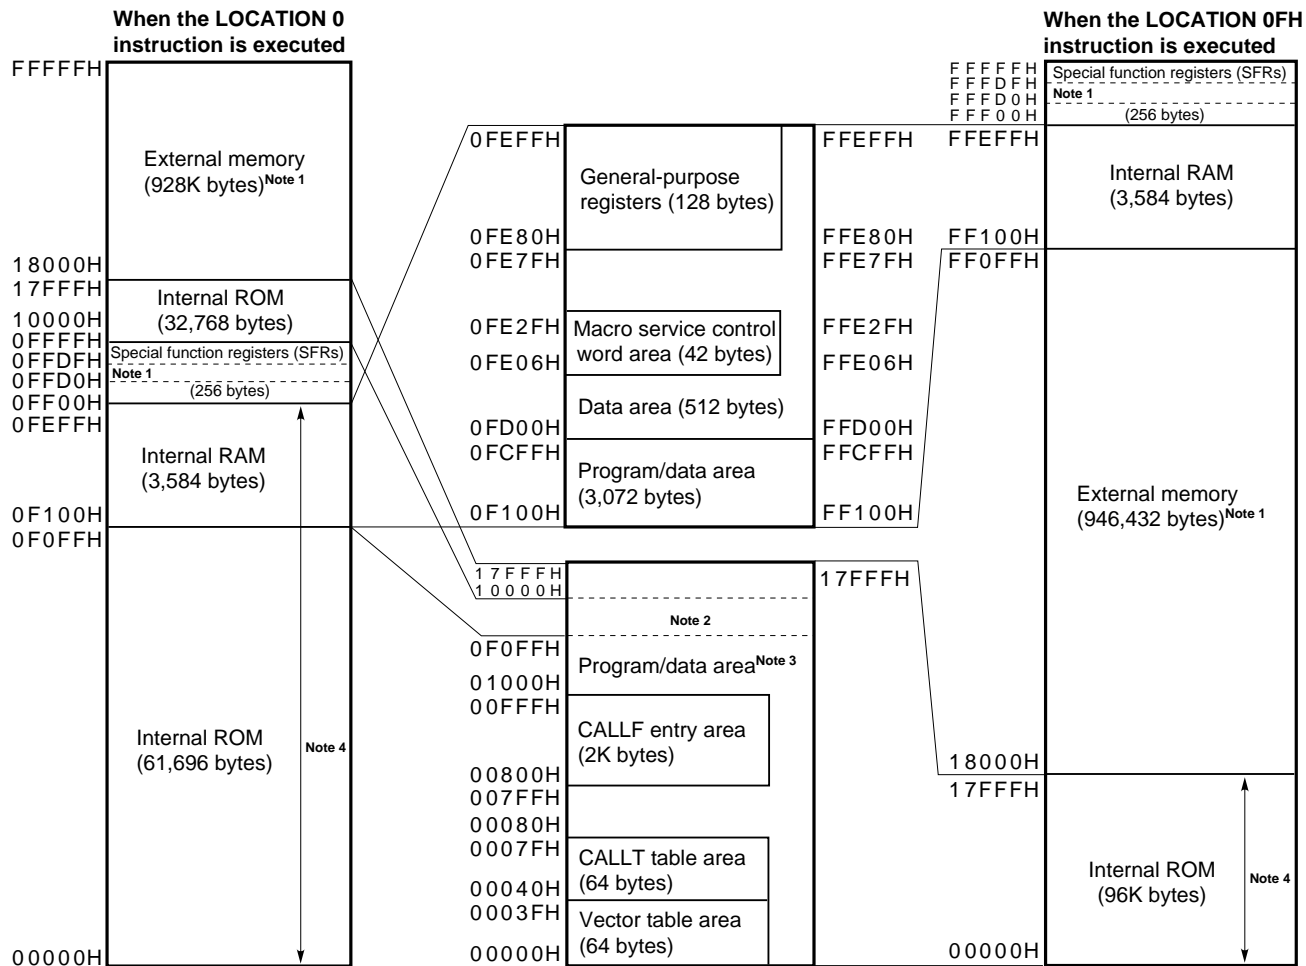 When the LOCATION 0
instruction is executed
FFFFFH
External memory
(928K bytes)Note 1
18000H
17FFFH
Internal ROM
(32,768 bytes)
10000H
0FFFFH
Special function registers (SFRs)
0FFDFH
Note 1
0FFD0H
(256 bytes)
0FF00H
0FEFFH
Internal RAM
(3,584 bytes)
0F100H
0F0FFH
Internal ROM
(61,696 bytes)
Note 4
00000H
0FEFFH
General-purpose
registers (128 bytes)
0FE80H
0FE7FH
0FE2FH
Macro service control
word area (42 bytes)
0FE06H
Data area (512 bytes)
0FD00H
0FCFFH
Program/data area
(3,072 bytes)
0F100H
FFEFFH
FFE80H
FFE7FH
FFE2FH
FFE06H
FFD00H
FFCFFH
FF100H
17FFFH
10000H
17FFFH
Note 2
0F0FFH
Program/data areaNote 3
01000H
00FFFH
CALLF entry area
(2K bytes)
00800H
007FFH
00080H
0007FH
CALLT table area
(64 bytes)
00040H
0003FH
Vector table area
(64 bytes)
00000H
When the LOCATION 0FH
instruction is executed
FFFFFH
Special function registers (SFRs)
FFFDFH
Note 1
FFFD0H
FFF00H
(256 bytes)
FFEFFH
Internal RAM
(3,584 bytes)
FF100H
FF0FFH
External memory
(946,432 bytes)Note 1
18000H
17FFFH
Internal ROM
(96K bytes)
Note 4
00000H